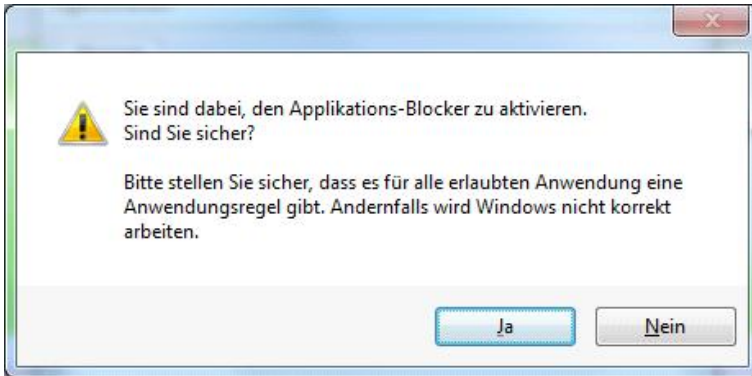 Sie sind dabei, den Applikations-Blocker zu aktivieren.
Sind Sie sicher?
Bitte stellen Sie sicher, dass es für alle erlaubten Anwendung eine
Anwendungsregel gibt. Andernfalls wird Windows nicht korrekt
arbeiten.
Ja
Nein